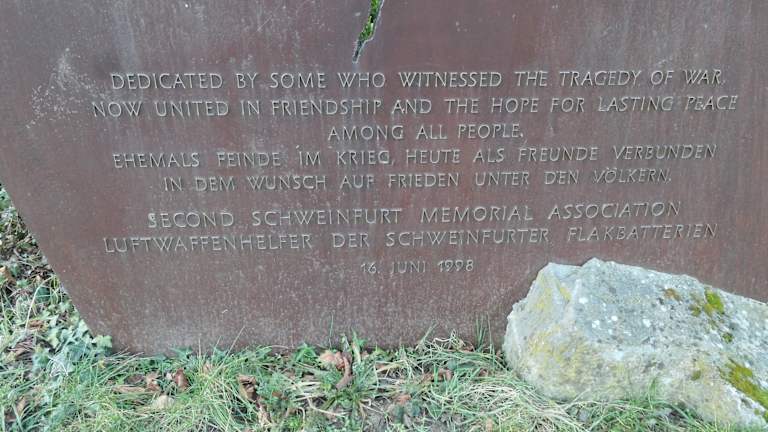 DEDICATED BY SOME WHO WITNESSED THE TRAGEDY OF WAR,
NOW UNITED IN FRIENDSHIP AND THE HOPE FOR LASTING PEACE
AMONG ALL PEOPLE.
EHEMALS FEINDE IM KRIEG, HEUTE ALS FREUNDE VERBUNDEN
IN DEM WUNSCH AUF FRIEDEN UNTER DEN VÖLKERN.
SECOND SCHWEINFURT MEMORIAL ASSOCIATION
LUFTWAFFENHELFER DER SCHWEINFURTER FLAKBATTERIEN
16. JUNI 1998